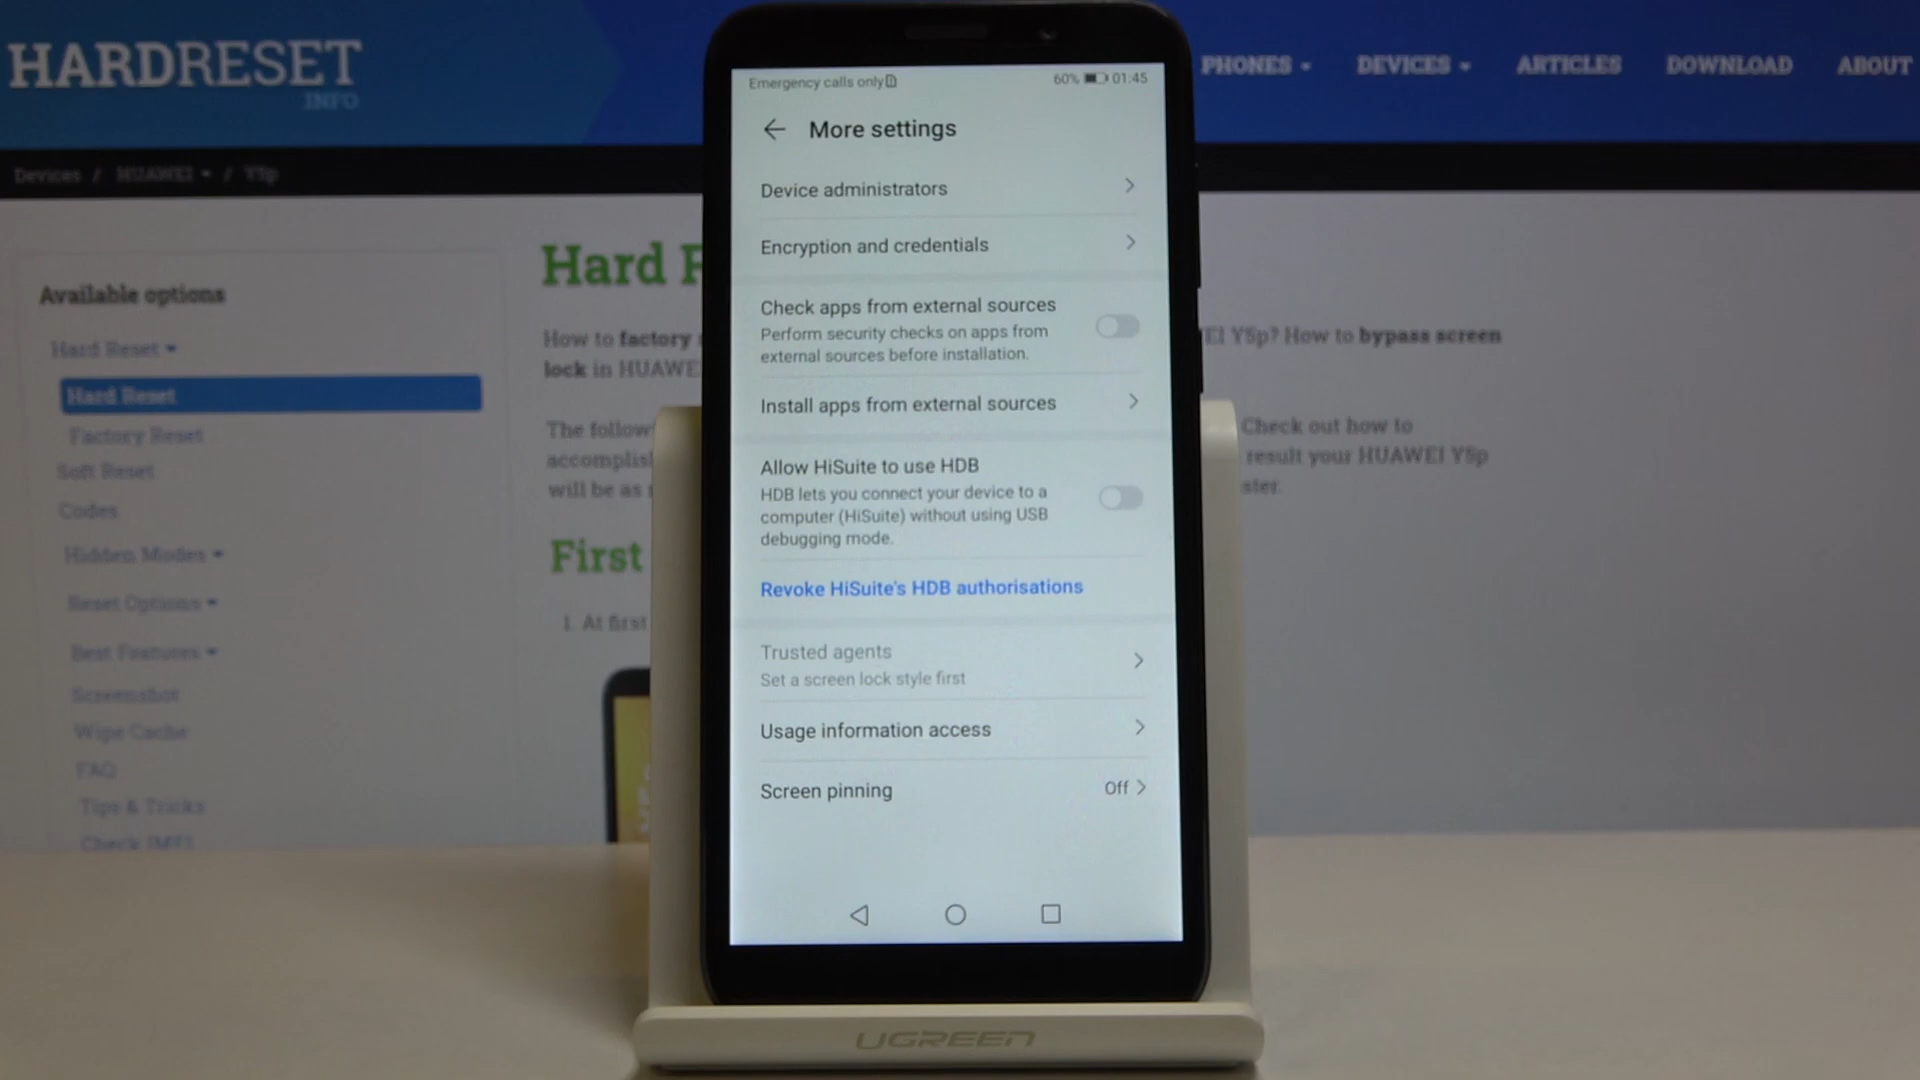 HARDRESET
.INFO
PHONES
DEVICES
ARTICLES
DOWNLOAD
ABOUT
Devices / HUAWEI / Y5p
Available options
Hard Reset
Hard Reset
Factory Reset
Soft Reset
Codes
Hidden Modes
Reset Options
Best Features
Screenshot
Wipe Cache
FAQ
Tips & Tricks
Check IMEI
Hard
How to factory
EI Y5p? How to bypass screen
lock in HUAWE
The follow
Check out how to
accomplis
result your HUAWEI Y5p
will be as
ster.
First
1. At first
Emergency calls only
60% 01:45
More settings
Device administrators
Encryption and credentials
Check apps from external sources
Perform security checks on apps from
external sources before installation.
Install apps from external sources
Allow HiSuite to use HDB
HDB lets you connect your device to a
computer (HiSuite) without using USB
debugging mode.
Revoke HiSuite's HDB authorisations
Trusted agents
Set a screen lock style first
Usage information access
Screen pinning Off
UGREEN